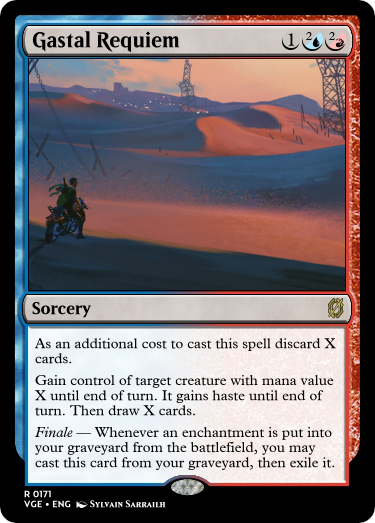 Gastal Requiem 1 2 2
Sorcery
As an additional cost to cast this spell discard X
cards.
Gain control of target creature with mana value
X until end of turn. It gains haste until end of
turn. Then draw X cards.
Finale — Whenever an enchantment is put into
your graveyard from the battlefield, you may
cast this card from your graveyard, then exile it.
R 0171
VGE • ENG Sylvain Sarrailh